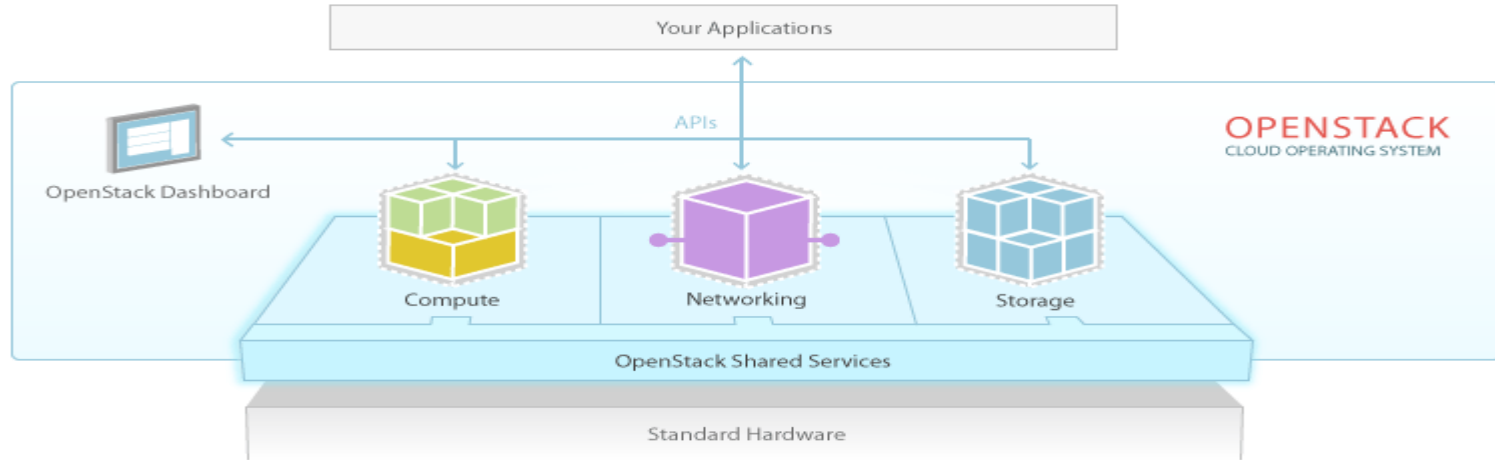 Your Applications
APIs
OPENSTACK
CLOUD OPERATING SYSTEM
OpenStack Dashboard
Compute
Networking
Storage
OpenStack Shared Services
Standard Hardware